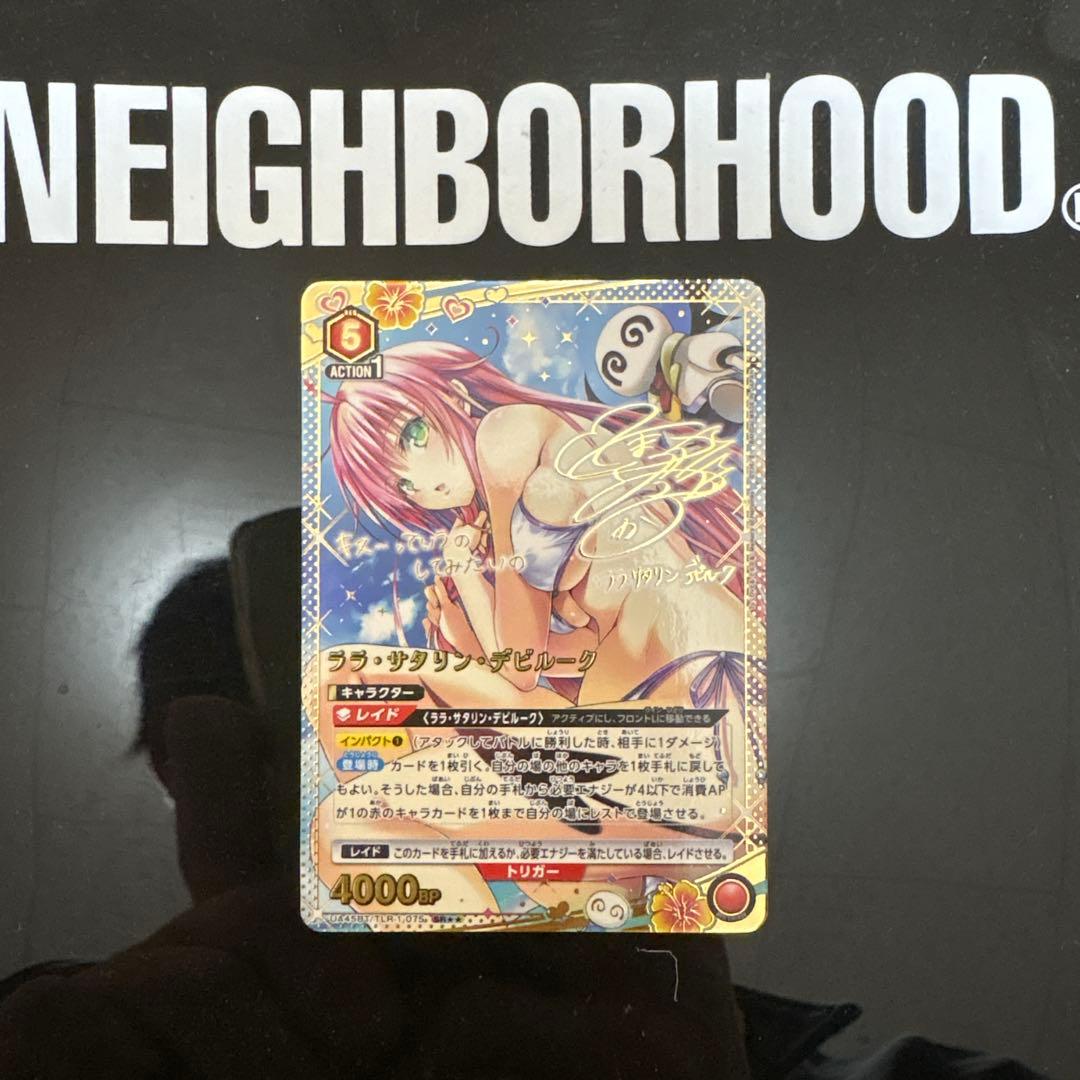 NEIGHBORHOOD®
5
ACTION1
キス〜っていうの
してみたいの
ララ サタリン デビルーク
ララ・サタリン・デビルーク
キャラクター
レイド 〈ララ・サタリン・デビルーク〉 アクティブにし、フロントLに移動できる
インパクト❶ (アタックしてバトルに勝利した時、相手に1ダメージ)
登場時 カードを1枚引く。自分の場の他のキャラを1枚手札に戻して
もよい。そうした場合、自分の手札から必要エナジーが4以下で消費AP
が1の赤のキャラカードを1枚まで自分の場にレストで登場させる。
レイド このカードを手札に加えるか、必要エナジーを満たしている場合、レイドさせる。
トリガー
4000BP
UA45BT/TLR-1-075 SR★★